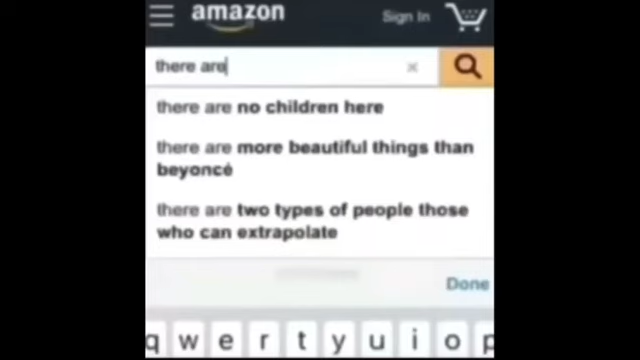 amazon
Sign In
there are
there are no children here
there are more beautiful things than
beyoncé
there are two types of people those
who can extrapolate
Done
q w e r t y u i o p